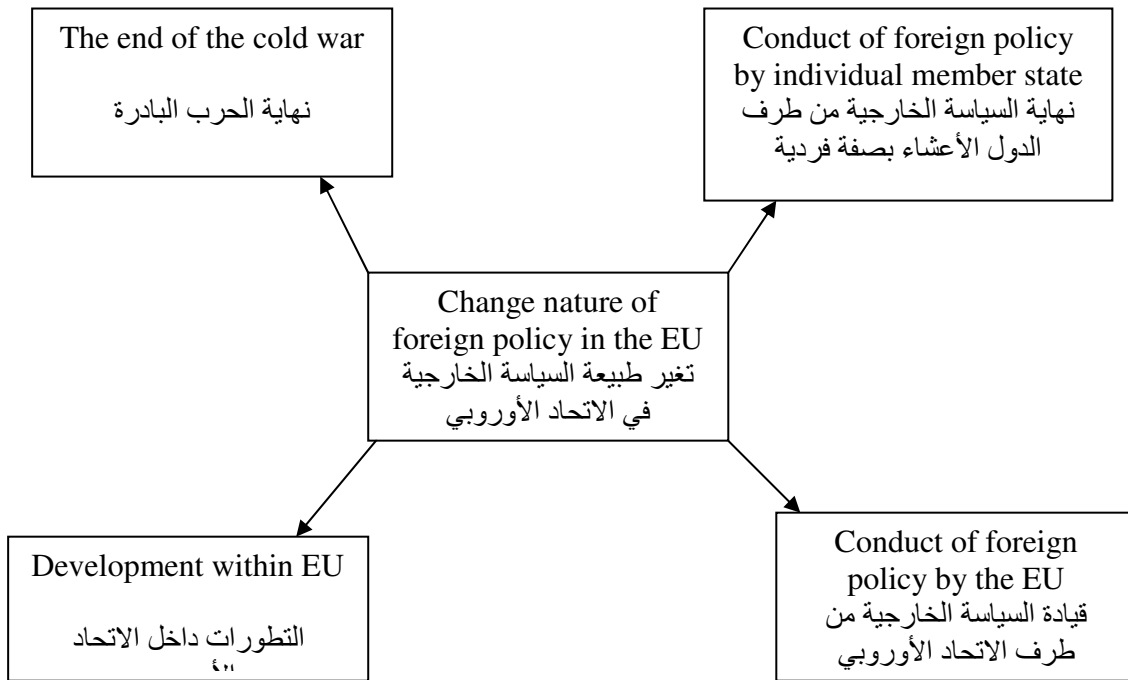 The end of the cold war
نهاية الحرب البادرة
Conduct of foreign policy
by individual member state
نهاية السياسة الخارجية من طرف
الدول الأعشاء بصفة فردية
Change nature of
foreign policy in the EU
تغير طبيعة السياسة الخارجية
في الاتحاد الأوروبي
Development within EU
التطورات داخل الاتحاد
Conduct of foreign
policy by the EU
قيادة السياسة الخارجية من
طرف الاتحاد الأوروبي